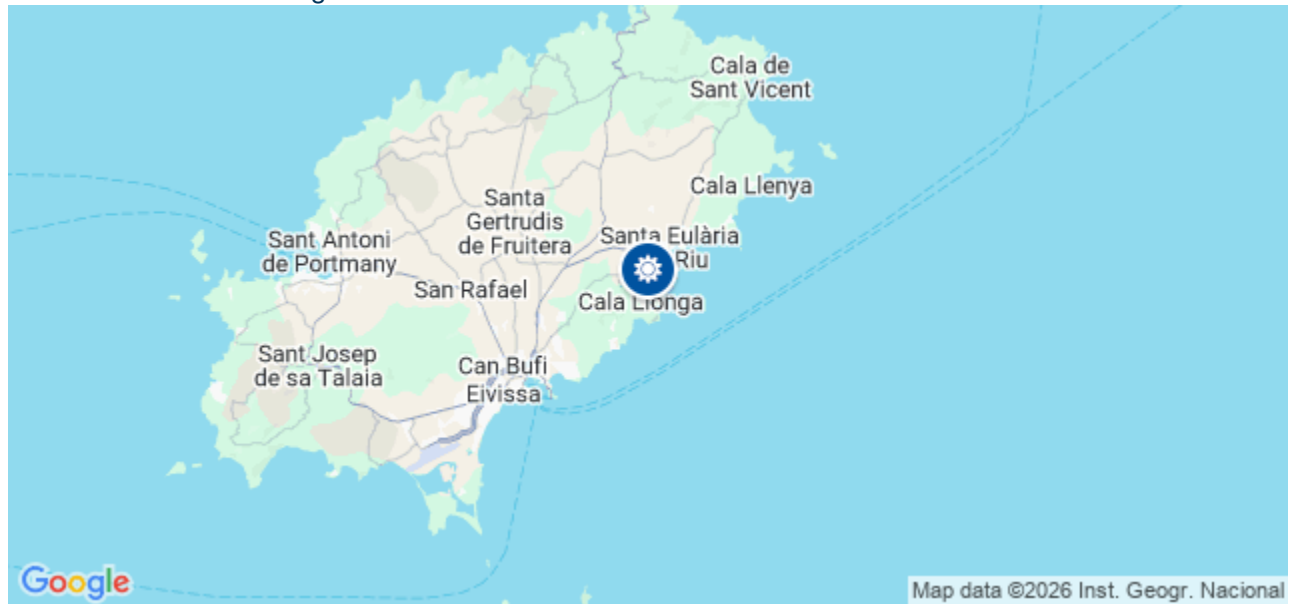 Cala de
Sant Vicent
Cala Llenya
Santa
Gertrudis
de Fruitera
Santa Eulària
Riu
Sant Antoni
de Portmany
San Rafael
Cala Llonga
Sant Josep
de sa Talaia
Can Bufi
Eivissa
Google
Map data ©2026 Inst. Geogr. Nacional